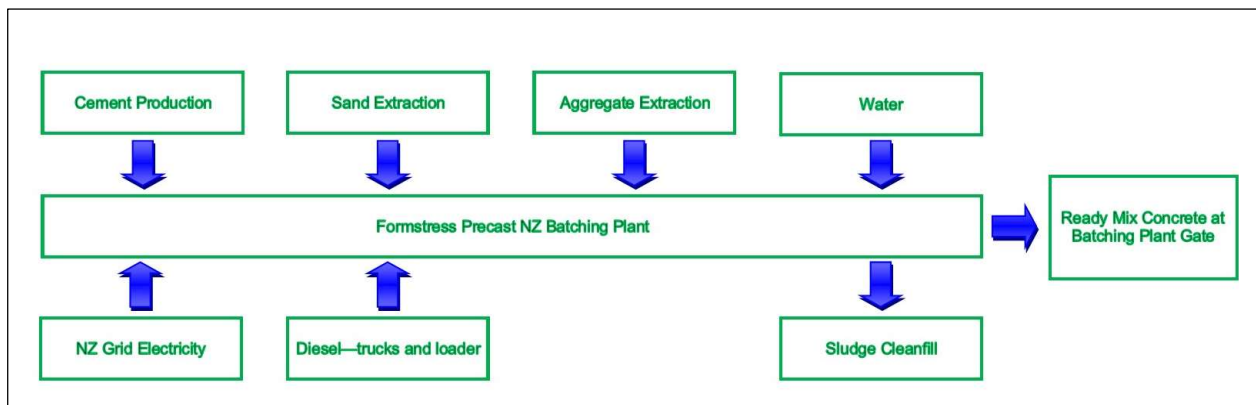 Cement Production
Sand Extraction
Aggregate Extraction
Water
Formstress Precast NZ Batching Plant
Ready Mix Concrete at
Batching Plant Gate
NZ Grid Electricity
Diesel—trucks and loader
Sludge Cleanfill